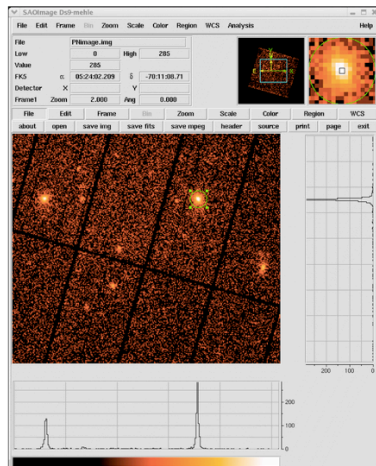 SAOImage Ds9-mehle
File Edit Frame Bin Zoom Scale Color Region WCS Analysis Help
File PNimage.img
Low 0 High 285
Value 285
FK5 α 05:24:02.209 δ -70:11:08.71
Detector X Y
Frame1 Zoom 2.000 Ang 0.000
File Edit Frame Bin Zoom Scale Color Region WCS
about open save img save fits save mpeg header source print page exit
200 100 0
200
100
0